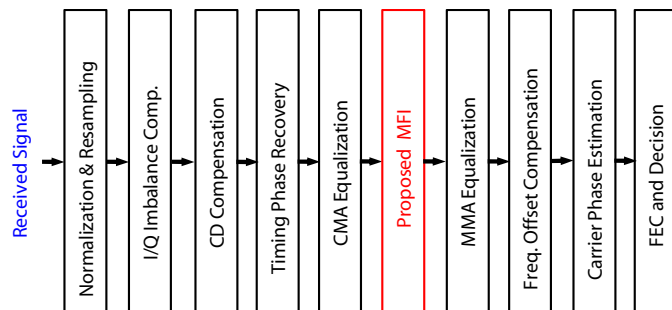 Received Signal
Normalization & Resampling
I/Q Imbalance Comp.
CD Compensation
Timing Phase Recovery
CMA Equalization
Proposed MFI
MMA Equalization
Freq. Offset Compensation
Carrier Phase Estimation
FEC and Decision